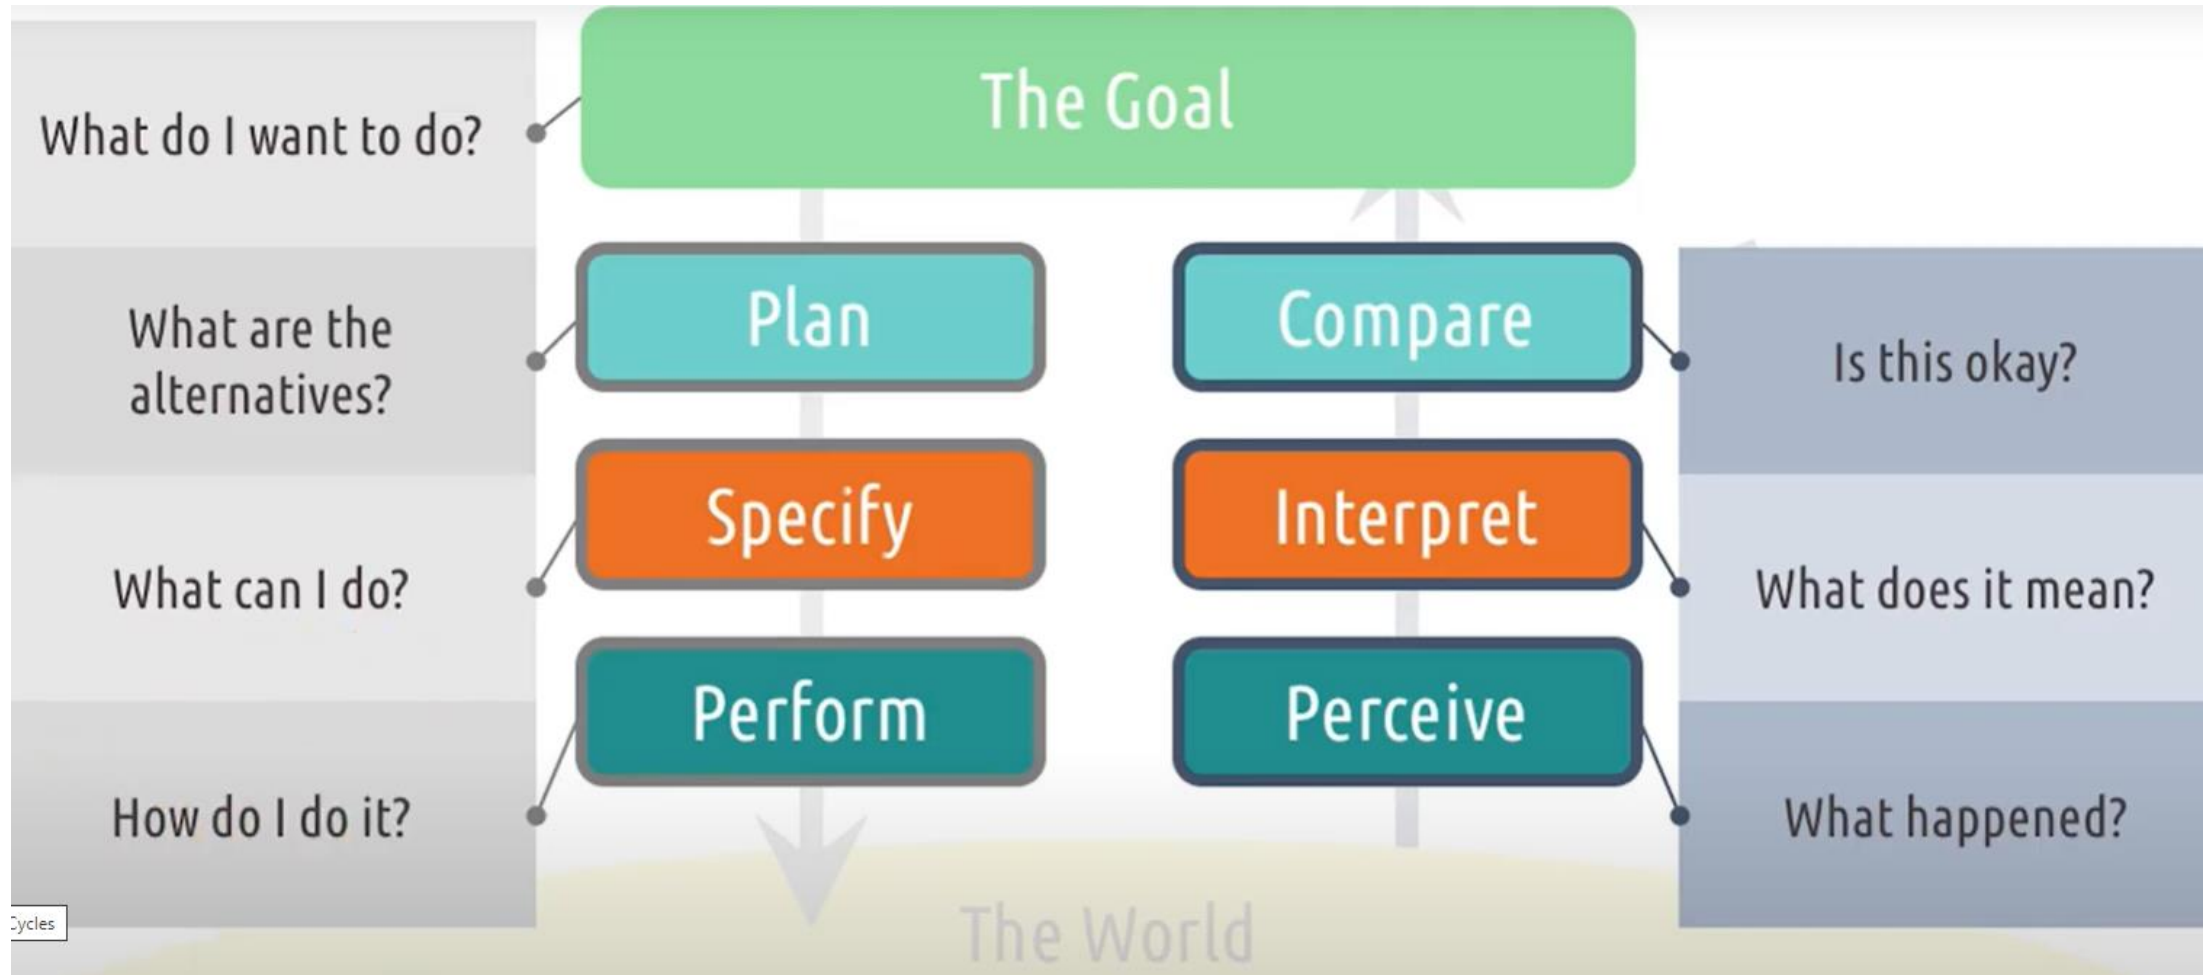 The Goal
What do I want to do?
Plan
What are the
alternatives?
Specify
What can I do?
Perform
How do I do it?
Compare
Is this okay?
Interpret
What does it mean?
Perceive
What happened?
The World
Cycles